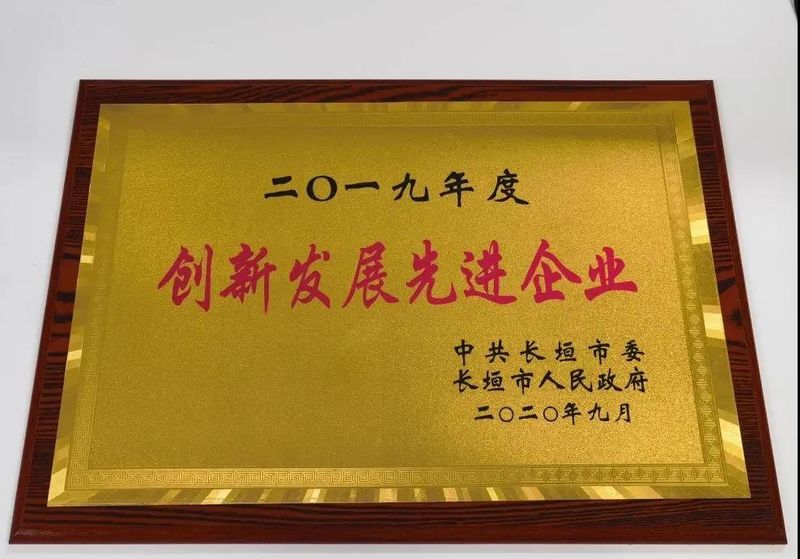 二〇一九年度
创新发展先进企业
中共长垣市委
长垣市人民政府
二〇二〇年九月